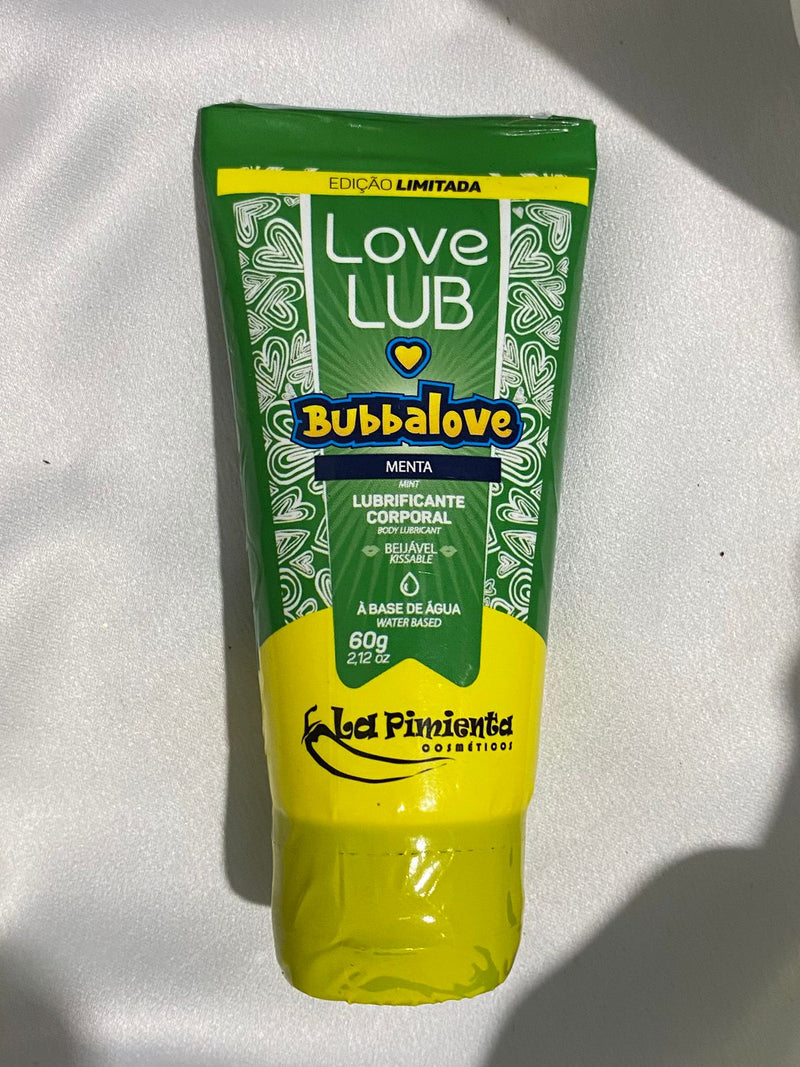 EDIÇÃO LIMITADA
LOVE
LUB
Bubbalove
MENTA
MINT
LUBRIFICANTE
CORPORAL
BODY LUBRICANT
BEIJÁVEL
KISSABLE
À BASE DE ÁGUA
WATER BASED
60g
2,12 oz
La Pimienta
COSMÉTICOS